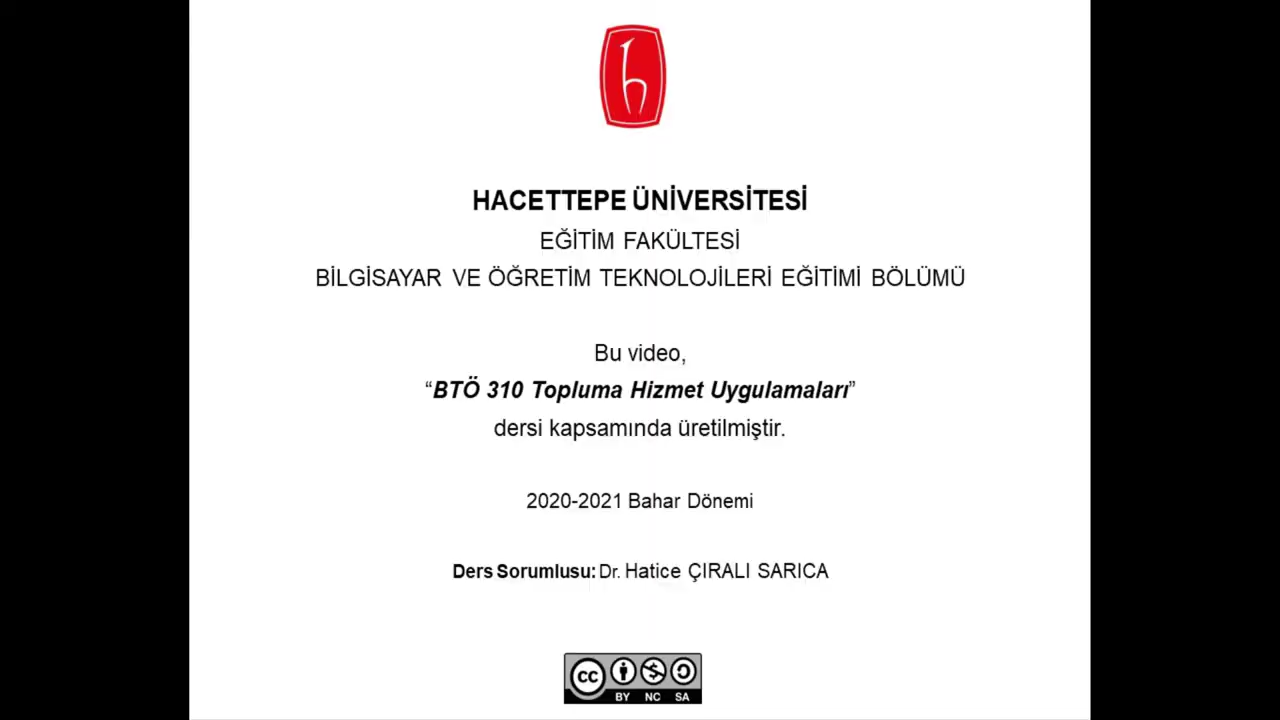 HACETTEPE ÜNİVERSİTESİ
EĞİTİM FAKÜLTESİ
BİLGİSAYAR VE ÖĞRETİM TEKNOLOJİLERİ EĞİTİMİ BÖLÜMÜ
Bu video,
“BTÖ 310 Topluma Hizmet Uygulamaları”
dersi kapsamında üretilmiştir.
2020-2021 Bahar Dönemi
Ders Sorumlusu: Dr. Hatice ÇIRALI SARICA
cc
BY NC SA